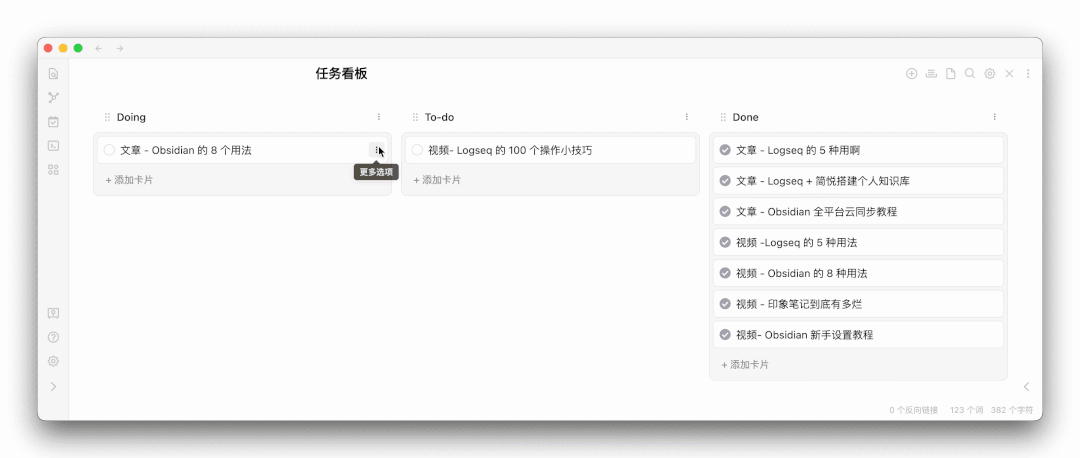 任务看板
Doing
文章 - Obsidian 的 8 个用法
更多选项
+ 添加卡片
To-do
视频- Logseq 的 100 个操作小技巧
+ 添加卡片
Done
文章 - Logseq 的 5 种用啊
文章 - Logseq + 简悦搭建个人知识库
文章 - Obsidian 全平台云同步教程
视频 -Logseq 的 5 种用法
视频 - Obsidian 的 8 种用法
视频 - 印象笔记到底有多烂
视频- Obsidian 新手设置教程
+ 添加卡片
0 个反向链接 123 个词 382 个字符